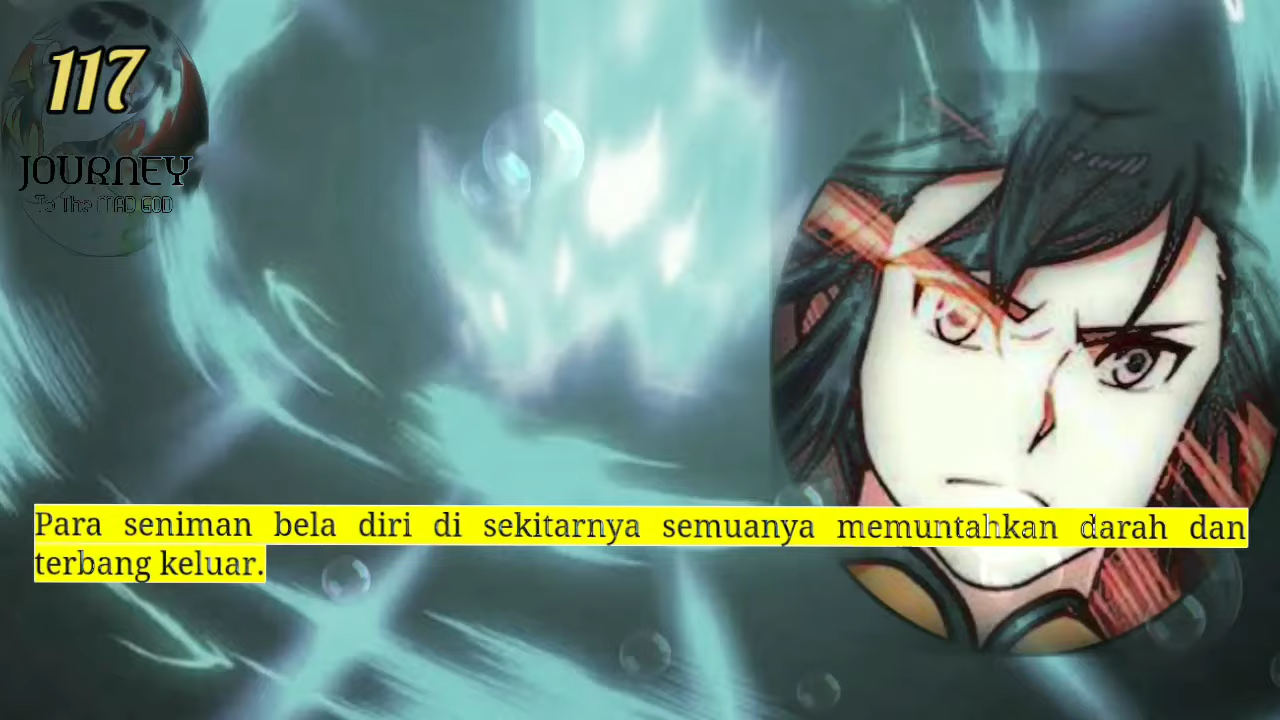 117
JOURNEY
To The MAD GOD
Para seniman bela diri di sekitarnya semuanya memuntahkan darah dan
terbang keluar.